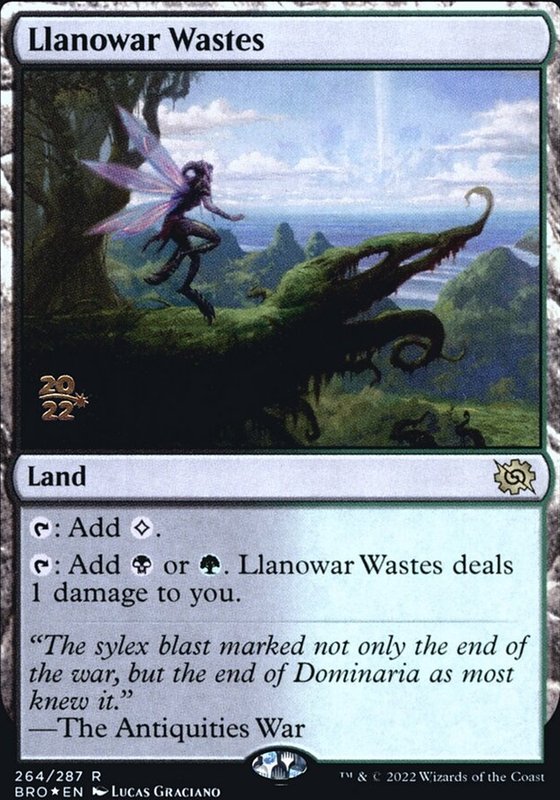 Llanowar Wastes
20
22
Land
: Add .
: Add or . Llanowar Wastes deals
1 damage to you.
“The sylex blast marked not only the end of
the war, but the end of Dominaria as most
knew it.”
—The Antiquities War
264/287 R
BRO★EN Lucas Graciano
™ & © 2022 Wizards of the Coast